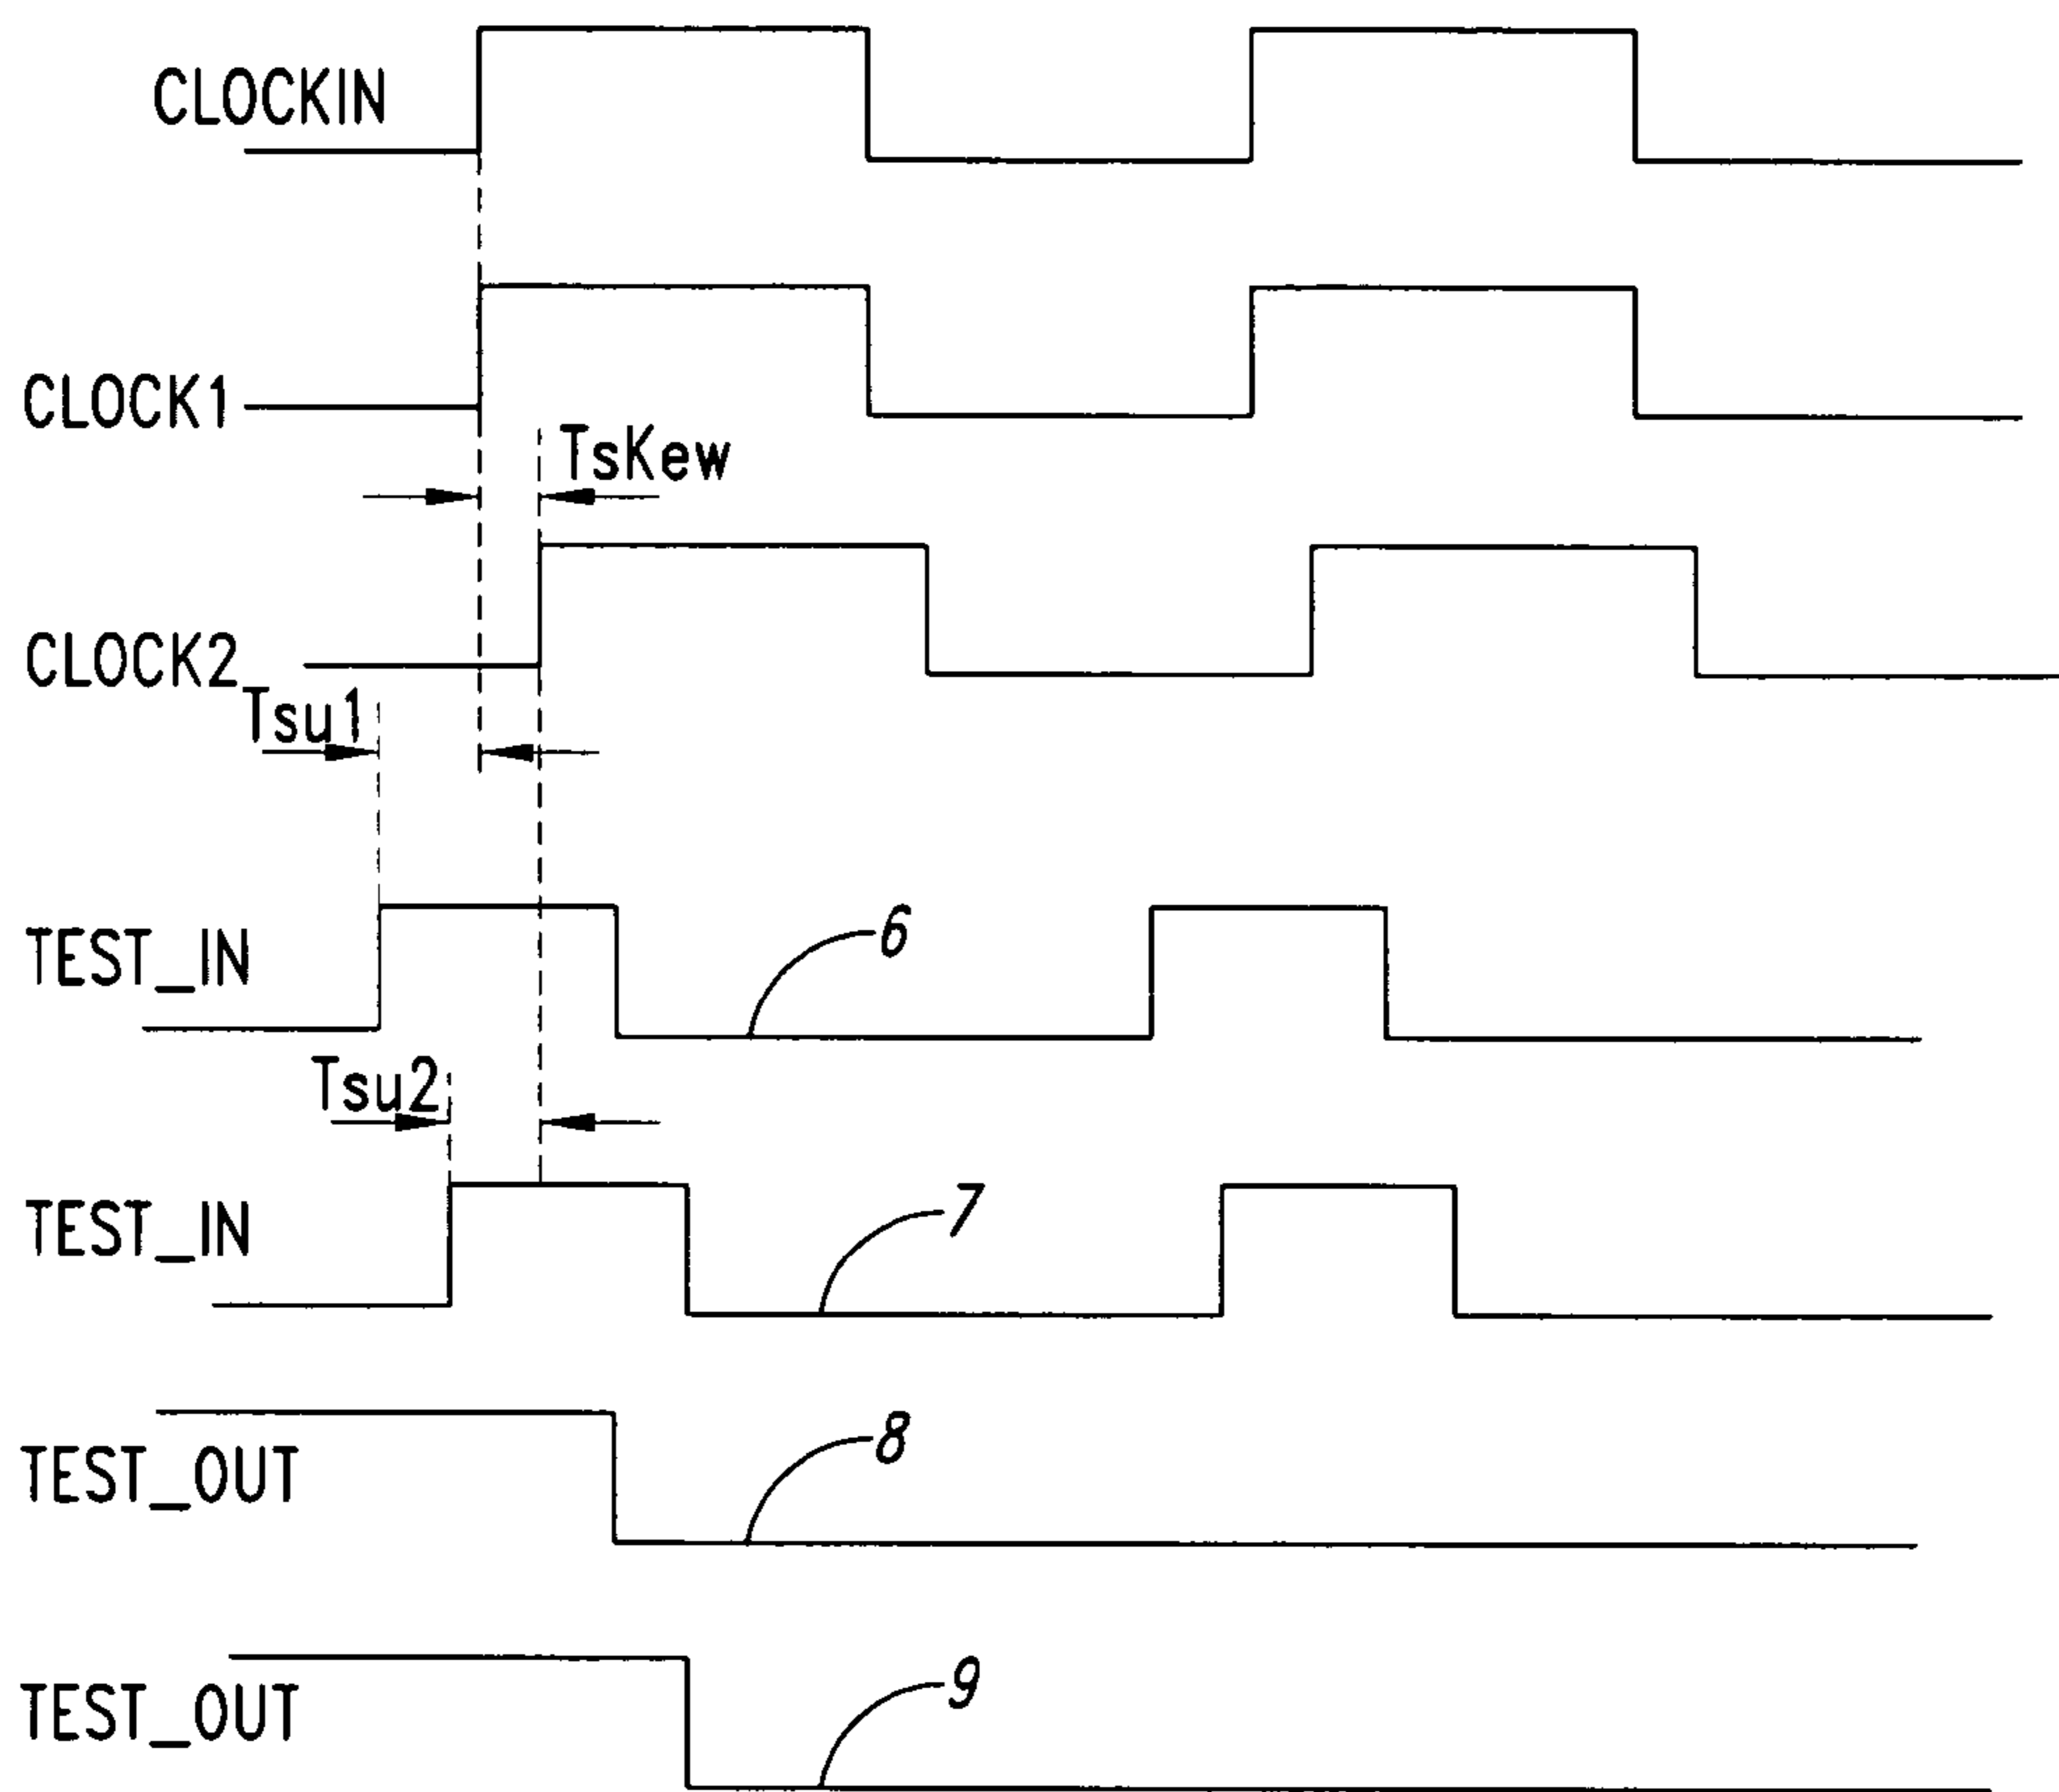 CLOCKIN
CLOCK1
TsKew
CLOCK2
Tsu1
TEST_IN
6
Tsu2
TEST_IN
7
TEST_OUT
8
TEST_OUT
9